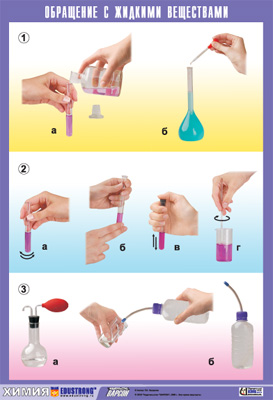 ОБРАЩЕНИЕ С ЖИДКИМИ ВЕЩЕСТВАМИ
1
а
б
2
а
б
в
г
3
а
б
ХИМИЯ
EDUSTRONG